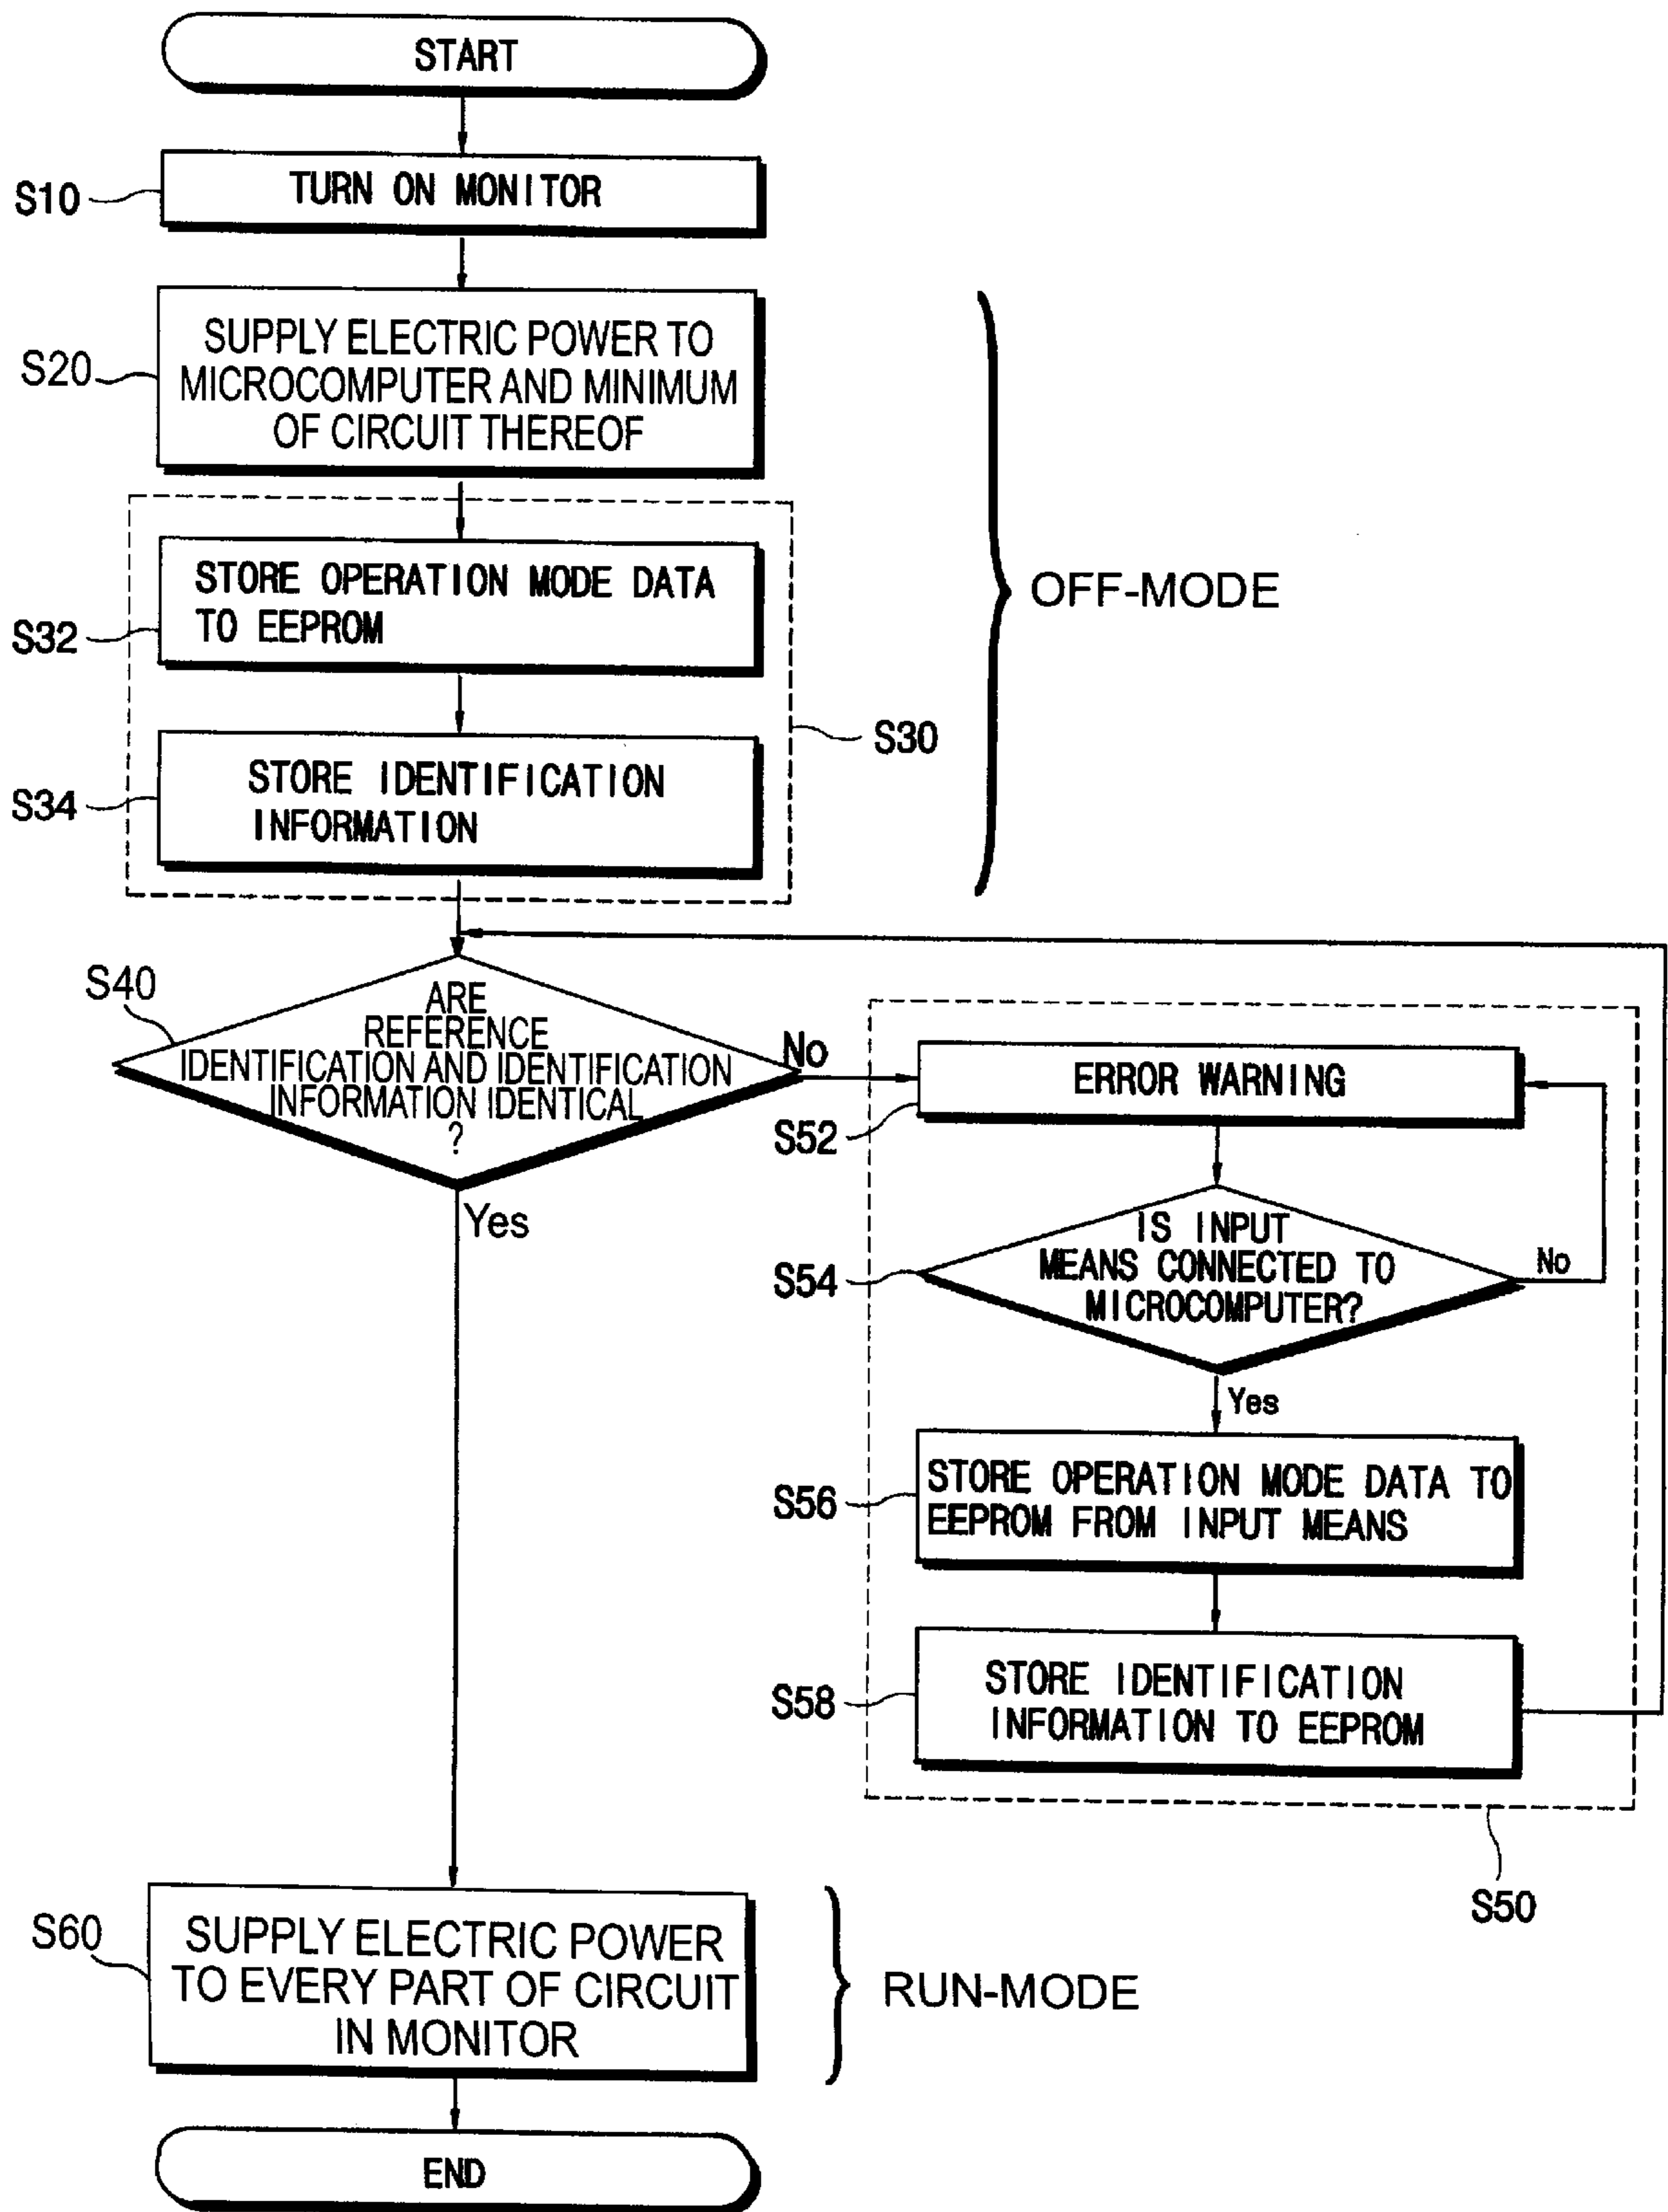 START
S10
TURN ON MONITOR
S20
SUPPLY ELECTRIC POWER TO
MICROCOMPUTER AND MINIMUM
OF CIRCUIT THEREOF
OFF-MODE
S32
STORE OPERATION MODE DATA
TO EEPROM
S30
S34
STORE IDENTIFICATION
INFORMATION
S40
ARE
REFERENCE
IDENTIFICATION AND IDENTIFICATION
INFORMATION IDENTICAL
?
No
Yes
S52
ERROR WARNING
S54
IS INPUT
MEANS CONNECTED TO
MICROCOMPUTER?
No
Yes
S56
STORE OPERATION MODE DATA TO
EEPROM FROM INPUT MEANS
S58
STORE IDENTIFICATION
INFORMATION TO EEPROM
S50
S60
SUPPLY ELECTRIC POWER
TO EVERY PART OF CIRCUIT
IN MONITOR
RUN-MODE
END